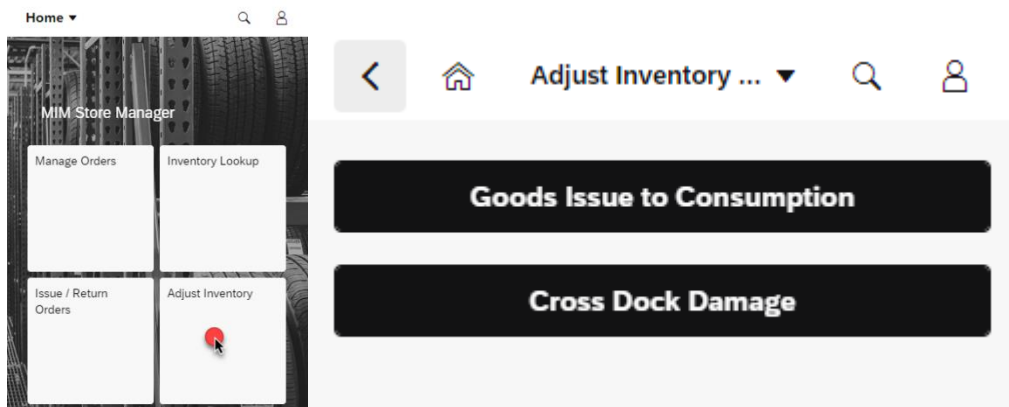 Home
MIM Store Manager
Manage Orders
Inventory Lookup
Issue / Return
Orders
Adjust Inventory
Adjust Inventory ...
Goods Issue to Consumption
Cross Dock Damage